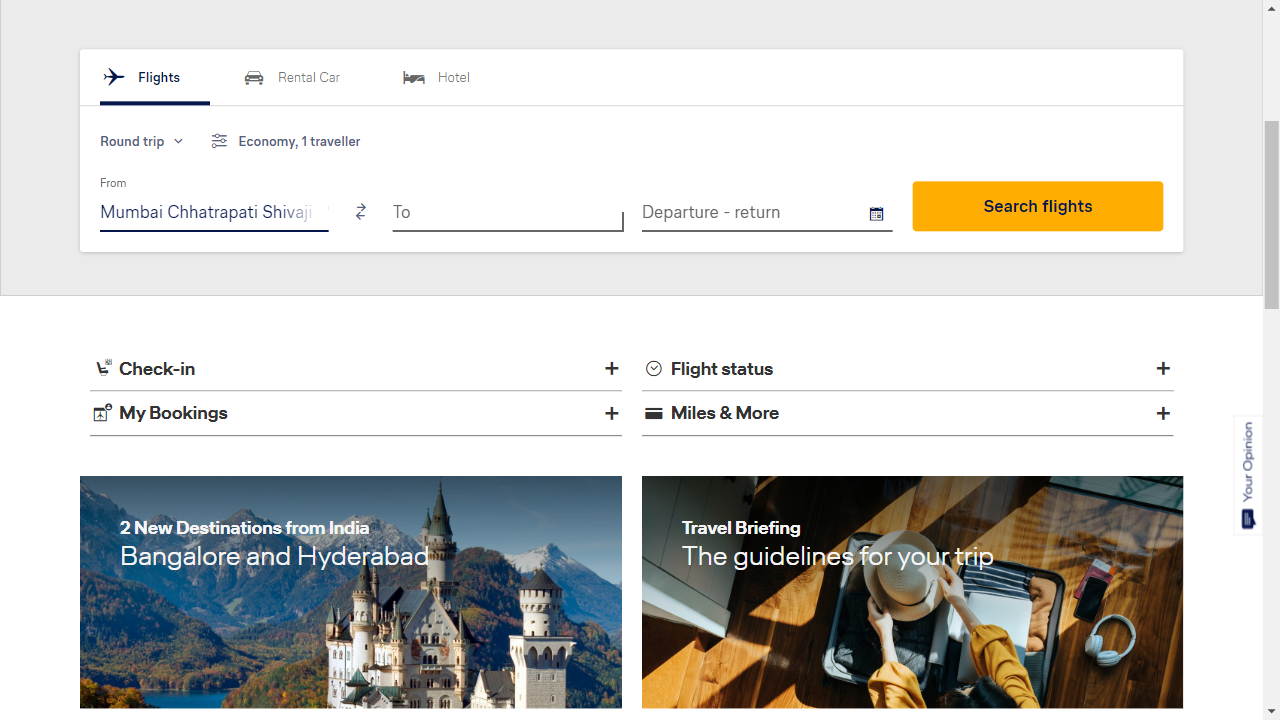 Flights
Rental Car
Hotel
Round trip
Economy, 1 traveller
From
Mumbai Chhatrapati Shivaji
To
Departure - return
Search flights
Check-in
Flight status
My Bookings
Miles & More
Your Opinion
2 New Destinations from India
Bangalore and Hyderabad
Travel Briefing
The guidelines for your trip